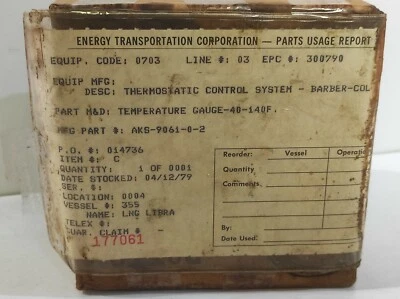 ENERGY TRANSPORTATION CORPORATION — PARTS USAGE REPORT
EQUIP. CODE: 0703 LINE #: 03 EPC #: 300790
EQUIP MFG:
DESC: THERMOSTATIC CONTROL SYSTEM - BARBER-COL
PART M&D: TEMPERATURE GAUGE-40-140F.
MFG PART #: AKS-9061-0-2
P.O. #: 014736
ITEM #: C
QUANTITY: 1 OF 0001
DATE STOCKED: 04/12/79
SER. #:
LOCATION: 0004
VESSEL #: 355
NAME: LNG LIBRA
TELEX #:
GUAR. CLAIM #
177061
Reorder: Vessel Operatio
Quantity
Comments
By:
Date Used: